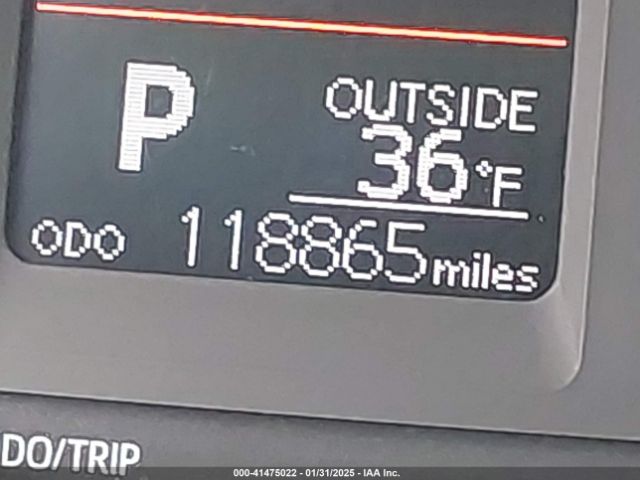 P
OUTSIDE
36°F
ODO 118865 miles
DO/TRIP
000-41475022 - 01/31/2025 - IAA Inc.